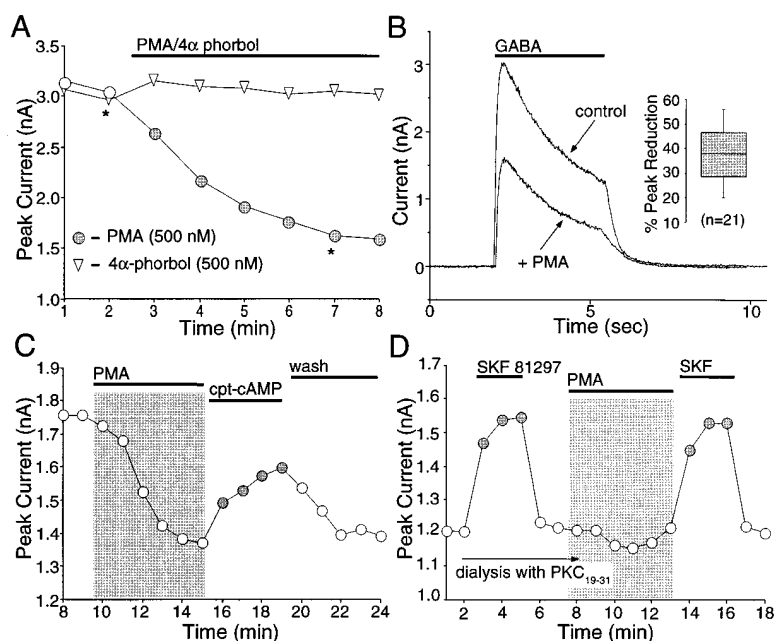 A
PMA/4α phorbol
Peak Current (nA)
3.5
3.0
2.5
2.0
1.5
1.0
*
*
PMA (500 nM)
4α-phorbol (500 nM)
1 2 3 4 5 6 7 8
Time (min)
B
GABA
Current (nA)
3
2
1
0
control
+ PMA
0 5 10
Time (sec)
% Peak Reduction
60
50
40
30
20
10
(n=21)
C
PMA
cpt-cAMP
wash
Peak Current (nA)
1.9
1.8
1.7
1.6
1.5
1.4
1.3
1.2
8 10 12 14 16 18 20 22 24
Time (min)
D
SKF 81297
PMA
SKF
Peak Current (nA)
1.7
1.6
1.5
1.4
1.3
1.2
1.1
1.0
dialysis with PKC19-31
2 4 6 8 10 12 14 16 18
Time (min)